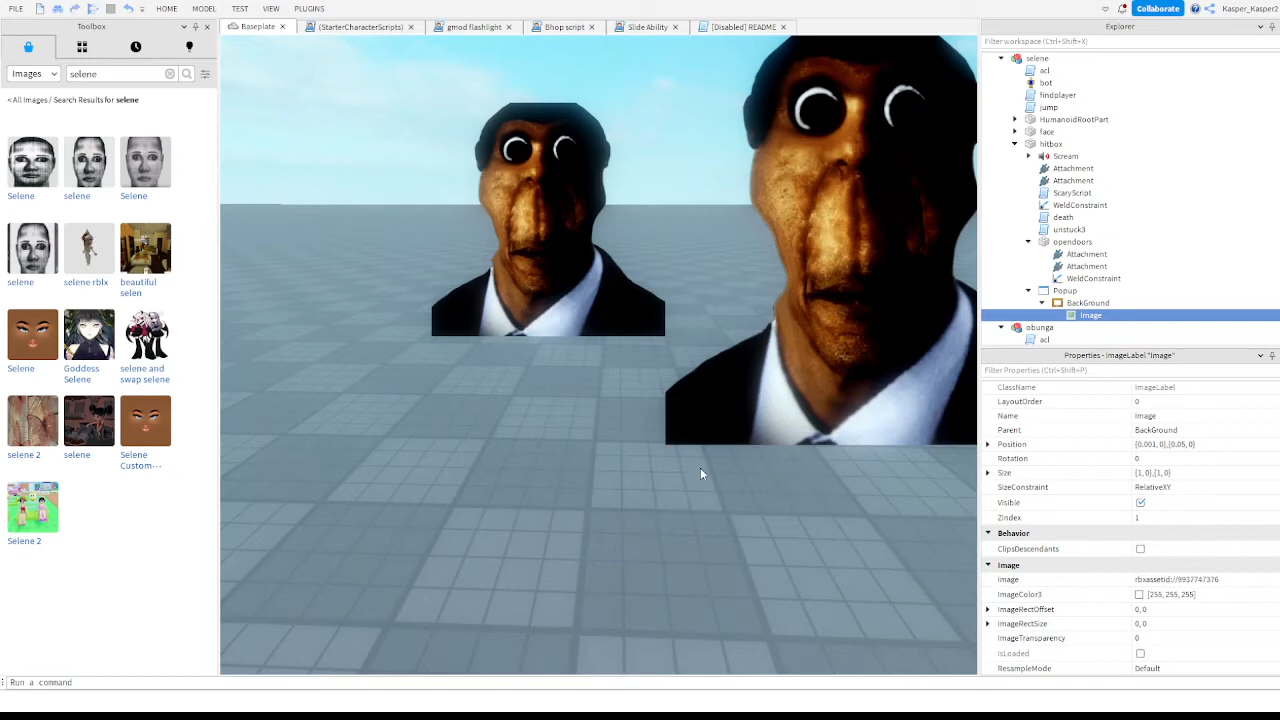 FILE HOME MODEL TEST VIEW PLUGINS Collaborate Kasper_Kasper2
Toolbox
Baseplate (StarterCharacterScripts) gmod flashlight Bhop script Slide Ability [Disabled] README
Explorer
Filter workspace (Ctrl+Shift+X)
Images selene
< All Images / Search Results for selene
Selene selene Selene
selene selene rblx beautiful selen
Selene Goddess Selene selene and swap selene
selene 2 selene Selene Custom---
Selene 2
selene
acl
bot
findplayer
jump
HumanoidRootPart
face
hitbox
Scream
Attachment
Attachment
ScaryScript
WeldConstraint
death
unstuck3
opendoors
Attachment
Attachment
WeldConstraint
Popup
BackGround
Image
obunga
acl
Properties - ImageLabel "Image"
Filter Properties (Ctrl+Shift+P)
ClassName ImageLabel
LayoutOrder 0
Name Image
Parent BackGround
Position {0.001, 0},{0.05, 0}
Rotation 0
Size {1, 0},{1, 0}
SizeConstraint RelativeXY
Visible
ZIndex 1
Behavior
ClipsDescendants
Image
Image rbxassetid://9937747376
ImageColor3 [255, 255, 255]
ImageRectOffset 0, 0
ImageRectSize 0, 0
ImageTransparency 0
IsLoaded
ResampleMode Default
Run a command